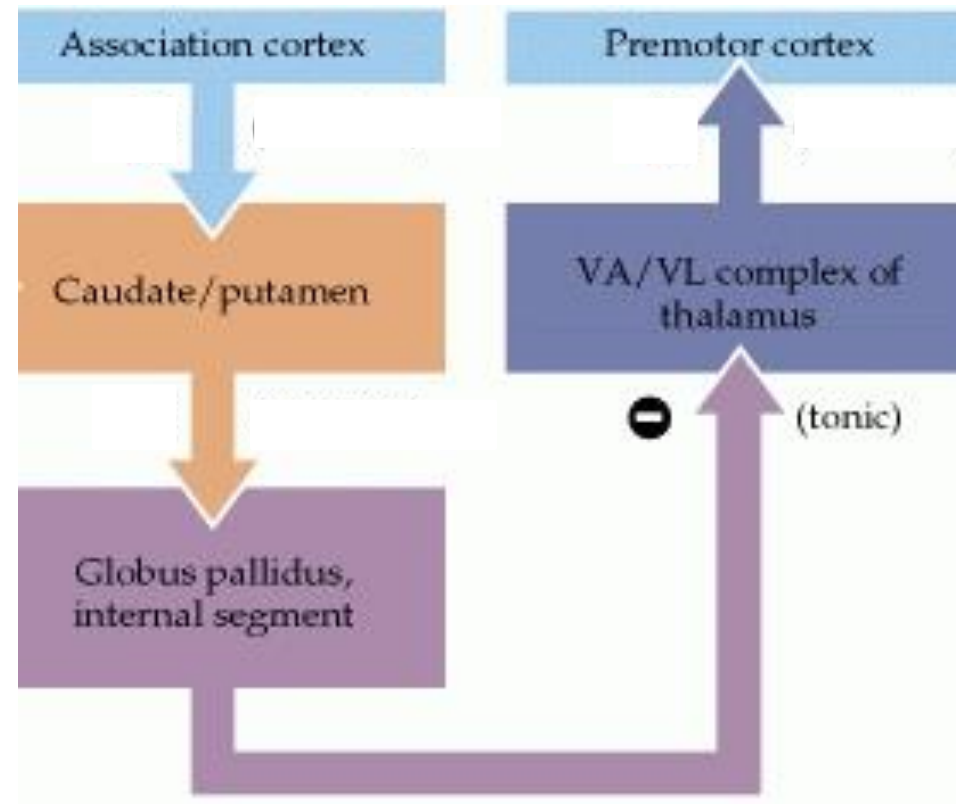 Association cortex
Premotor cortex
Caudate/putamen
VA/VL complex of
thalamus
(tonic)
Globus pallidus,
internal segment